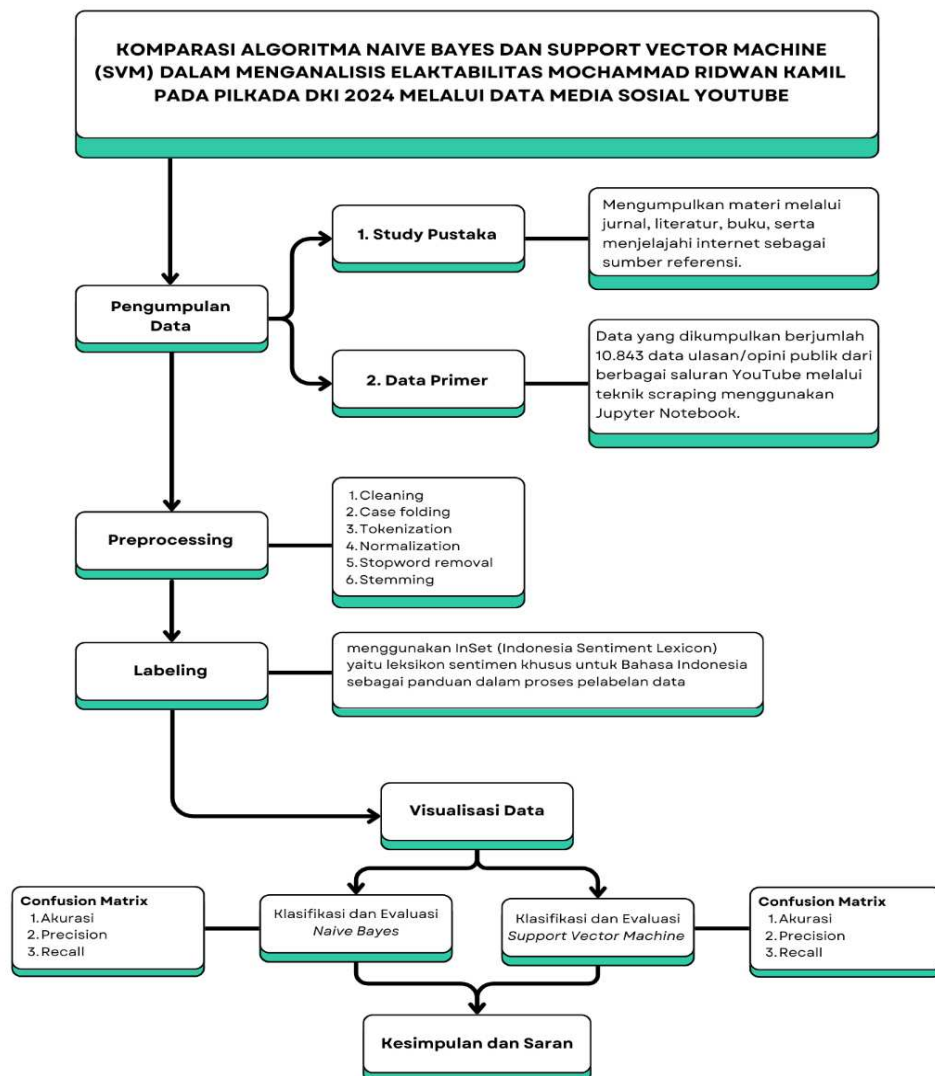 KOMPARASI ALGORITMA NAIVE BAYES DAN SUPPORT VECTOR MACHINE
(SVM) DALAM MENGANALISIS ELAKTABILITAS MOCHAMMAD RIDWAN KAMIL
PADA PILKADA DKI 2024 MELALUI DATA MEDIA SOSIAL YOUTUBE
Pengumpulan
Data
1. Study Pustaka
Mengumpulkan materi melalui
jurnal, literatur, buku, serta
menjelajahi internet sebagai
sumber referensi.
2. Data Primer
Data yang dikumpulkan berjumlah
10.843 data ulasan/opini publik dari
berbagai saluran YouTube melalui
teknik scraping menggunakan
Jupyter Notebook.
Preprocessing
1. Cleaning
2. Case folding
3. Tokenization
4. Normalization
5. Stopword removal
6. Stemming
Labeling
menggunakan InSet (Indonesia Sentiment Lexicon)
yaitu leksikon sentimen khusus untuk Bahasa Indonesia
sebagai panduan dalam proses pelabelan data
Visualisasi Data
Confusion Matrix
1. Akurasi
2. Precision
3. Recall
Klasifikasi dan Evaluasi
Naive Bayes
Klasifikasi dan Evaluasi
Support Vector Machine
Confusion Matrix
1. Akurasi
2. Precision
3. Recall
Kesimpulan dan Saran